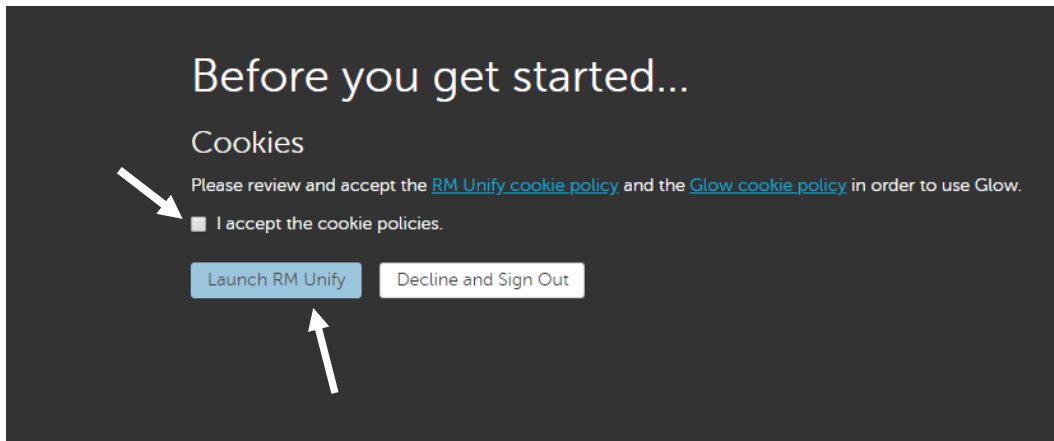 Before you get started...
Cookies
Please review and accept the RM Unify cookie policy and the Glow cookie policy in order to use Glow.
I accept the cookie policies.
Launch RM Unify Decline and Sign Out